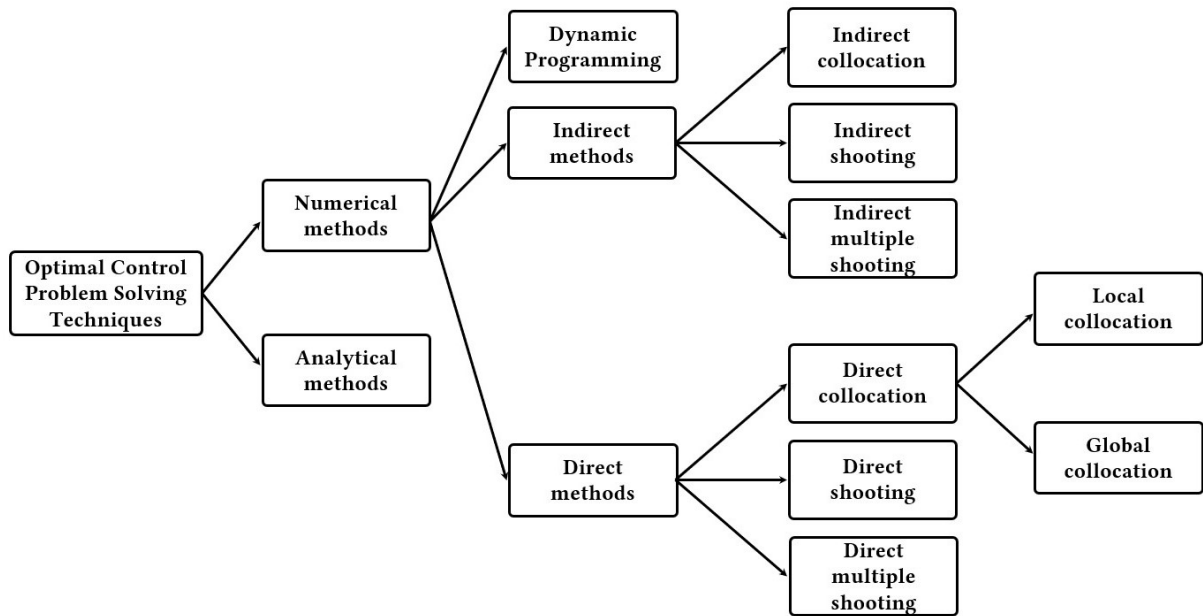 Optimal Control
Problem Solving
Techniques
Numerical
methods
Analytical
methods
Dynamic
Programming
Indirect
methods
Direct
methods
Indirect
collocation
Indirect
shooting
Indirect
multiple
shooting
Direct
collocation
Direct
shooting
Direct
multiple
shooting
Local
collocation
Global
collocation